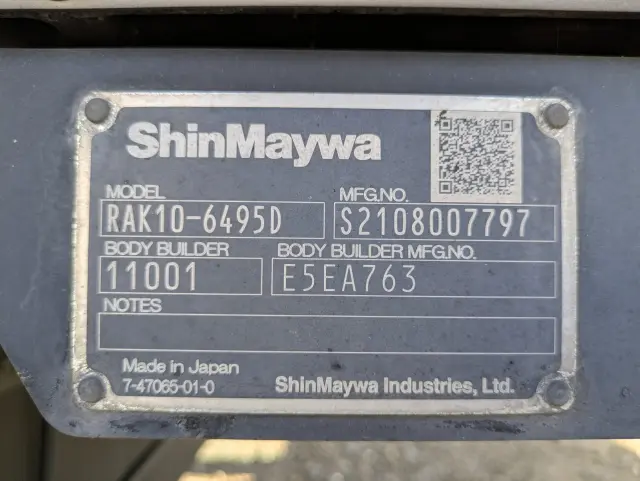 ShinMaywa
MODEL MFG.NO.
RAK10-6495D S2108007797
BODY BUILDER BODY BUILDER MFG.NO.
11001 E5EA763
NOTES
Made in Japan
7-47065-01-0 ShinMaywa Industries, Ltd.